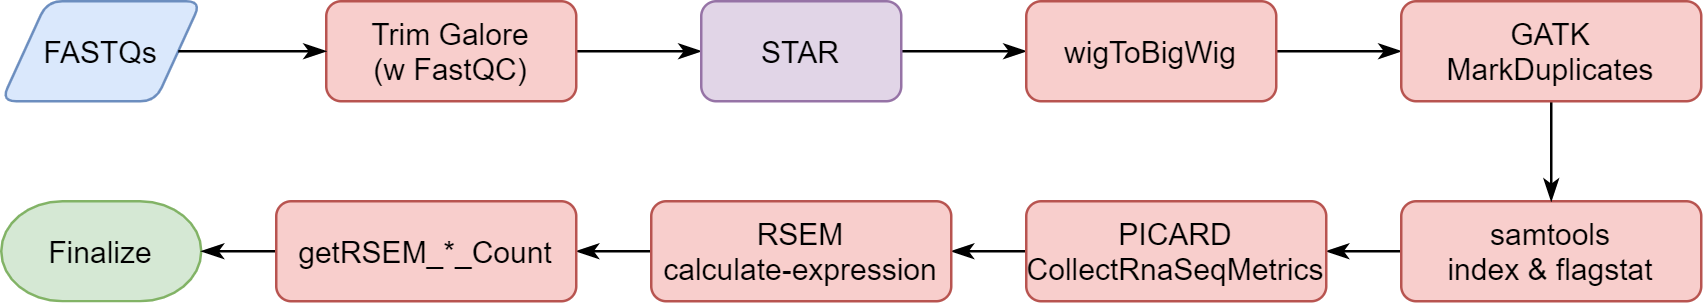 FASTQs
Trim Galore
(w FastQC)
STAR
wigToBigWig
GATK
MarkDuplicates
samtools
index & flagstat
PICARD
CollectRnaSeqMetrics
RSEM
calculate-expression
getRSEM_*_Count
Finalize